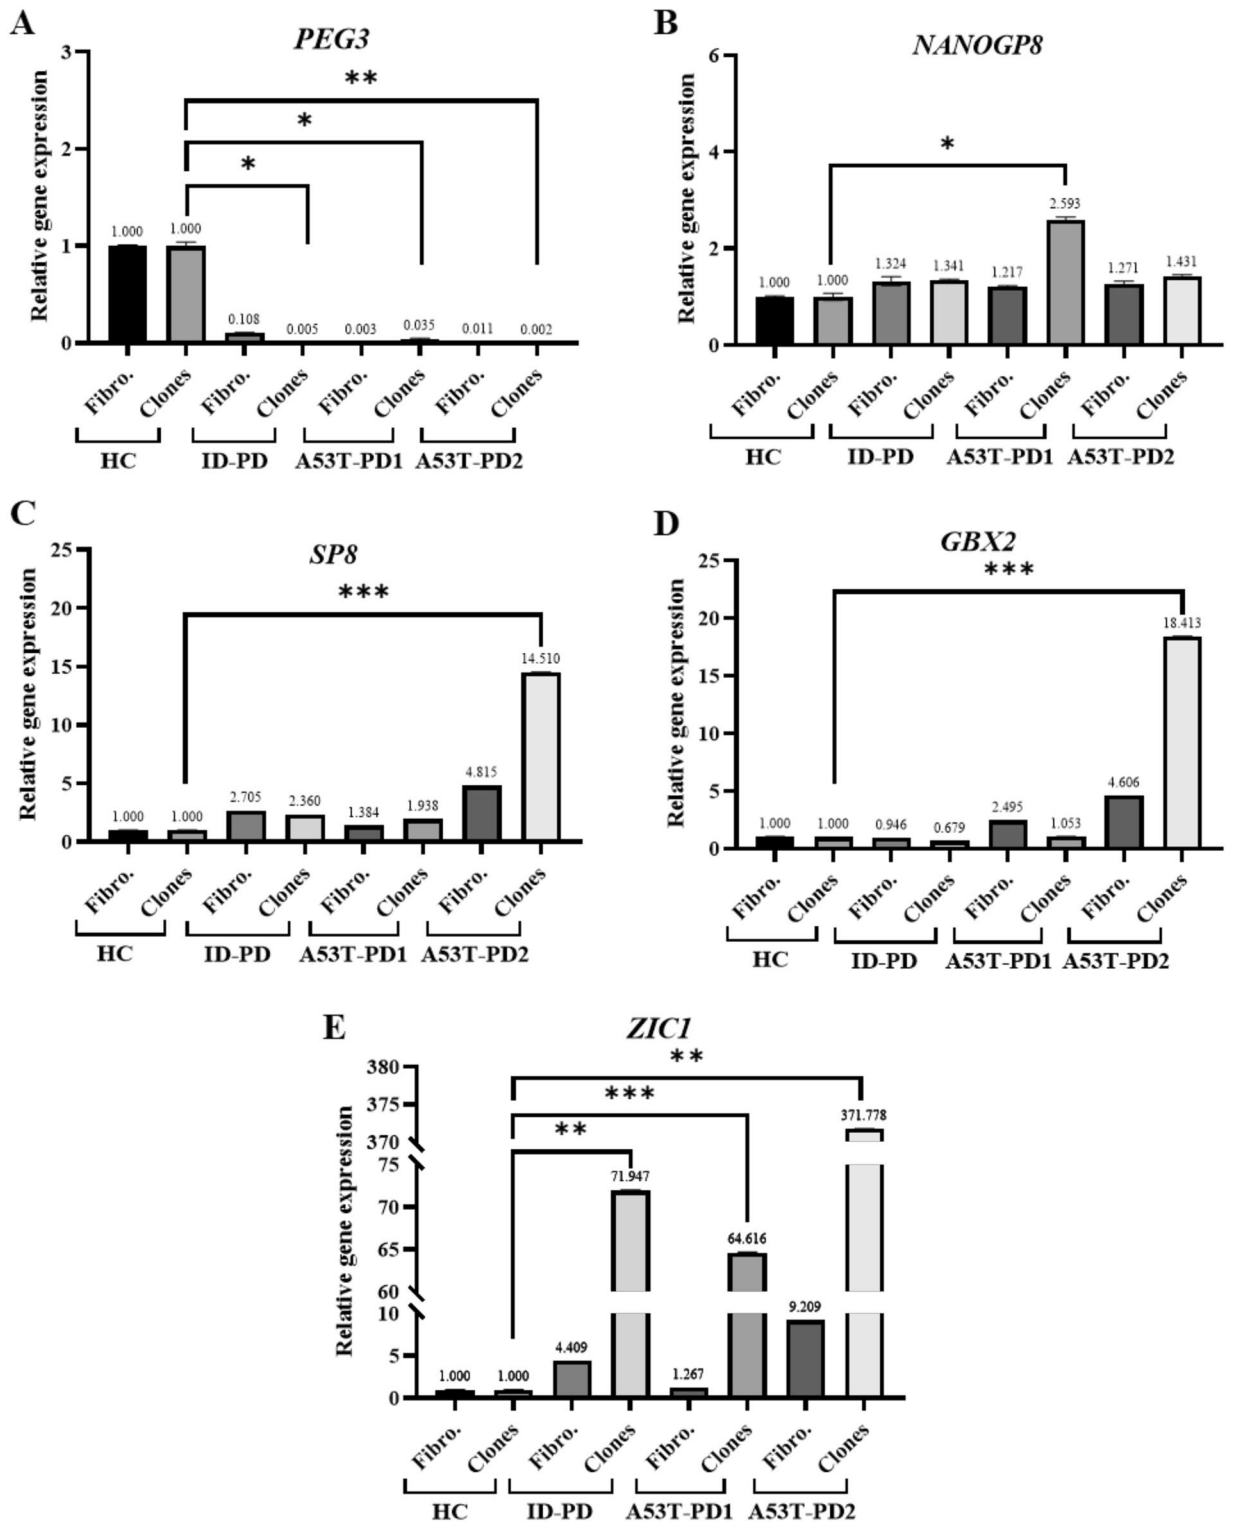 A
PEG3
Relative gene expression
3
2
1
0
**
*
*
1.000 1.000 0.108 0.005 0.003 0.035 0.011 0.002
Fibro. Clones Fibro. Clones Fibro. Clones Fibro. Clones
HC ID-PD A53T-PD1 A53T-PD2
B
NANOGP8
Relative gene expression
6
4
2
0
*
1.000 1.000 1.324 1.341 1.217 2.593 1.271 1.431
Fibro. Clones Fibro. Clones Fibro. Clones Fibro. Clones
HC ID-PD A53T-PD1 A53T-PD2
C
SP8
Relative gene expression
25
20
15
10
5
0
***
1.000 1.000 2.705 2.360 1.384 1.938 4.815 14.510
Fibro. Clones Fibro. Clones Fibro. Clones Fibro. Clones
HC ID-PD A53T-PD1 A53T-PD2
D
GBX2
Relative gene expression
25
20
15
10
5
0
***
1.000 1.000 0.946 0.679 2.495 1.053 4.606 18.413
Fibro. Clones Fibro. Clones Fibro. Clones Fibro. Clones
HC ID-PD A53T-PD1 A53T-PD2
E
ZIC1
Relative gene expression
380
375
370
75
70
65
60
10
5
0
**
***
**
1.000 1.000 4.409 71.947 1.267 64.616 9.209 371.778
Fibro. Clones Fibro. Clones Fibro. Clones Fibro. Clones
HC ID-PD A53T-PD1 A53T-PD2